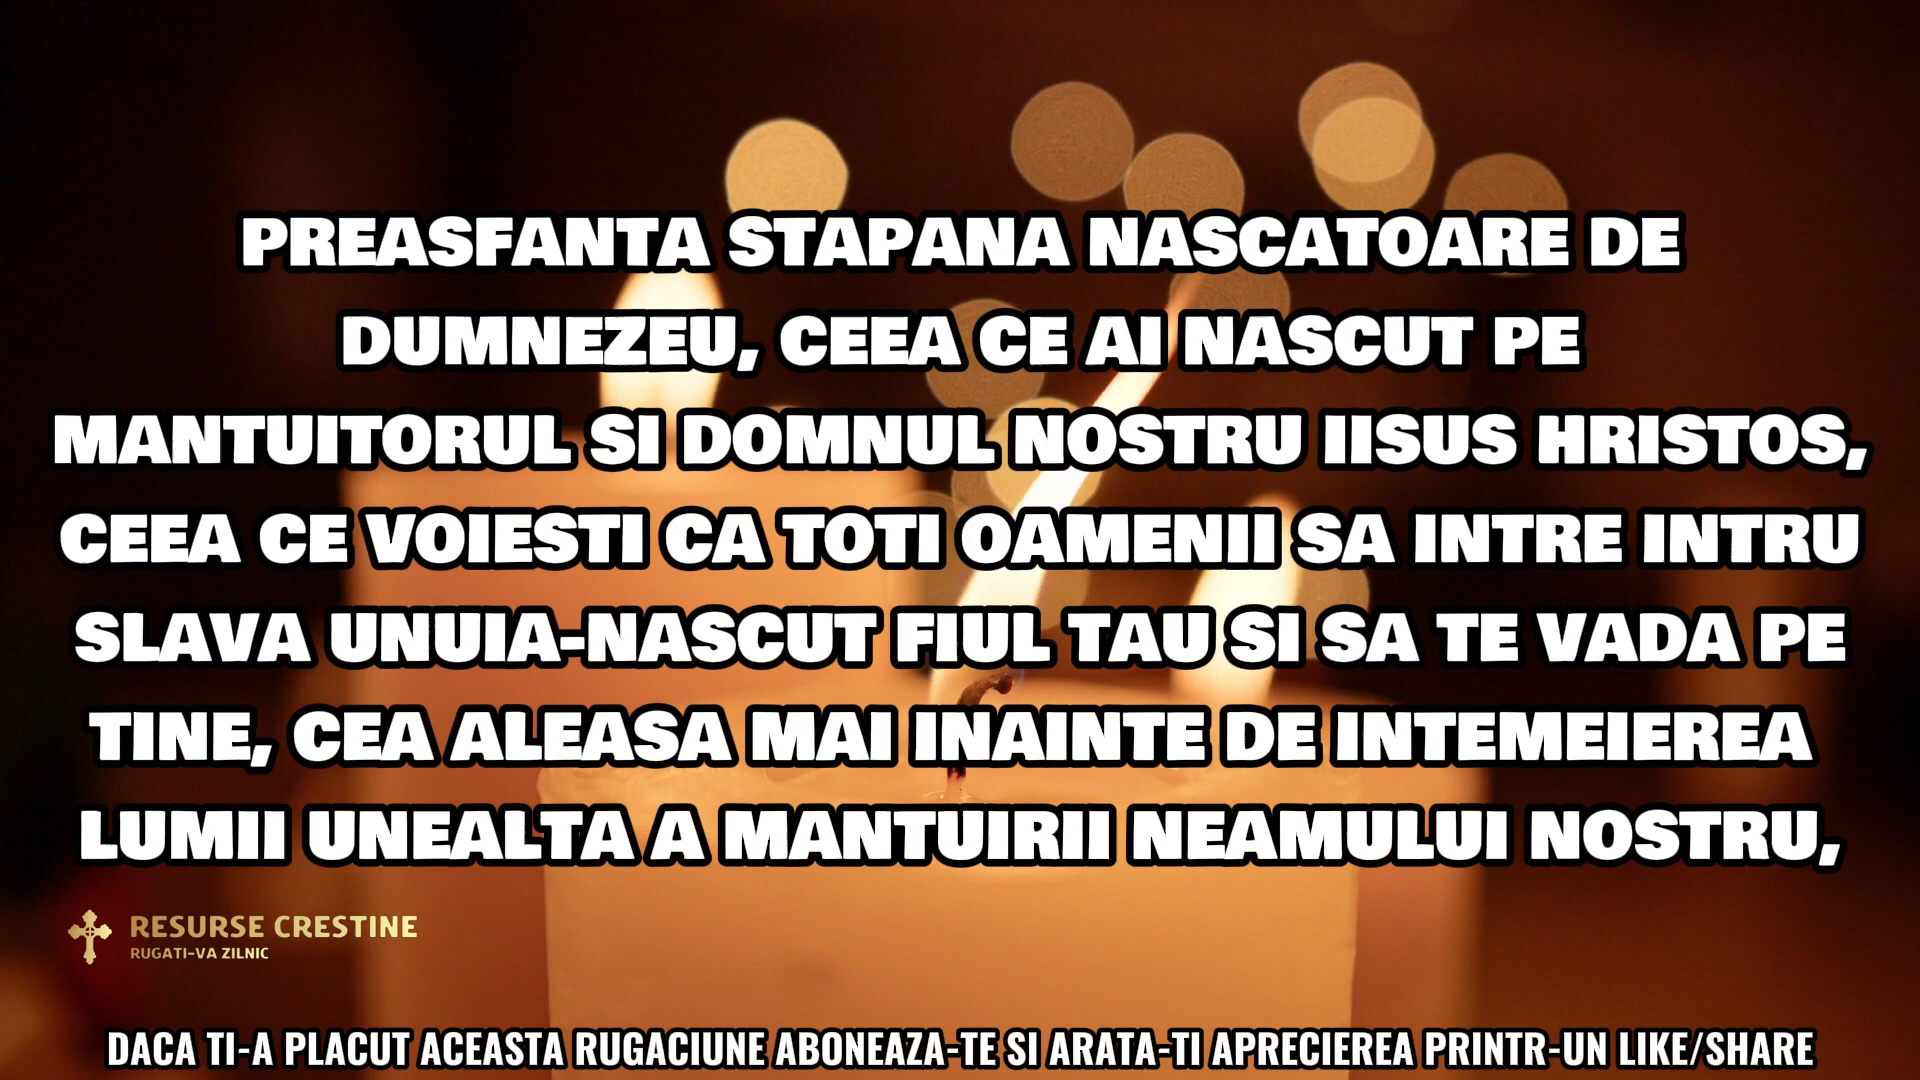 PREASFANTA STAPANA NASCATOARE DE
DUMNEZEU, CEEA CE AI NASCUT PE
MANTUITORUL SI DOMNUL NOSTRU IISUS HRISTOS,
CEEA CE VOIESTI CA TOTI OAMENII SA INTRE INTRU
SLAVA UNUIA-NASCUT FIUL TAU SI SA TE VADA PE
TINE, CEA ALEASA MAI INAINTE DE INTEMEIEREA
LUMII UNEALTA A MANTUIRII NEAMULUI NOSTRU,
RESURSE CRESTINE
RUGATI-VA ZILNIC
DACA TI-A PLACUT ACEASTA RUGACIUNE ABONEAZA-TE SI ARATA-TI APRECIEREA PRINTR-UN LIKE/SHARE